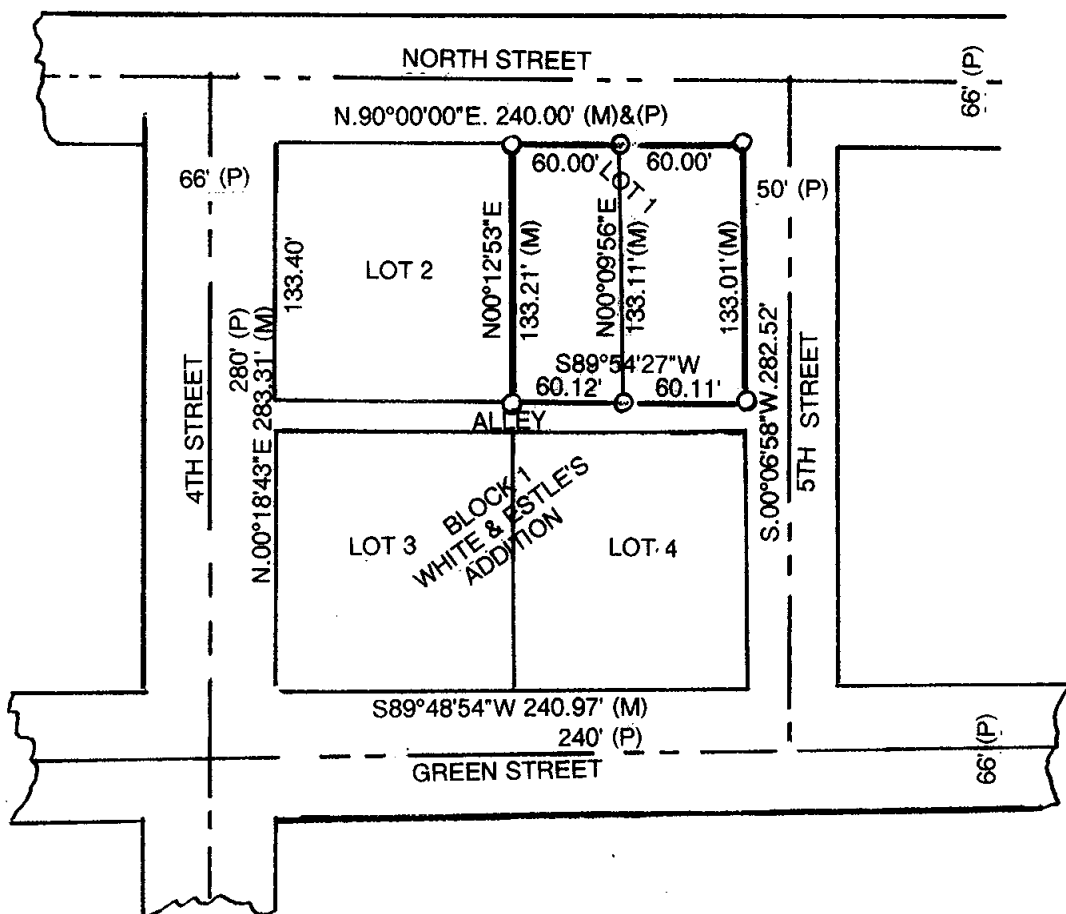 NORTH STREET
66' (P)
N.90°00'00"E. 240.00' (M)&(P)
66' (P)
60.00'
60.00'
50' (P)
LOT 1
133.40'
LOT 2
N00°12'53"E
133.21' (M)
N00°09'56"E
133.11'(M)
133.01'(M)
280' (P)
N.00°18'43"E 283.31' (M)
S89°54'27"W
60.12'
60.11'
S.00°06'58"W.282.52'
4TH STREET
5TH STREET
ALLEY
BLOCK 1
WHITE & ESTLE'S
ADDITION
LOT 3
LOT 4
S89°48'54"W 240.97' (M)
240' (P)
GREEN STREET
66' (P)